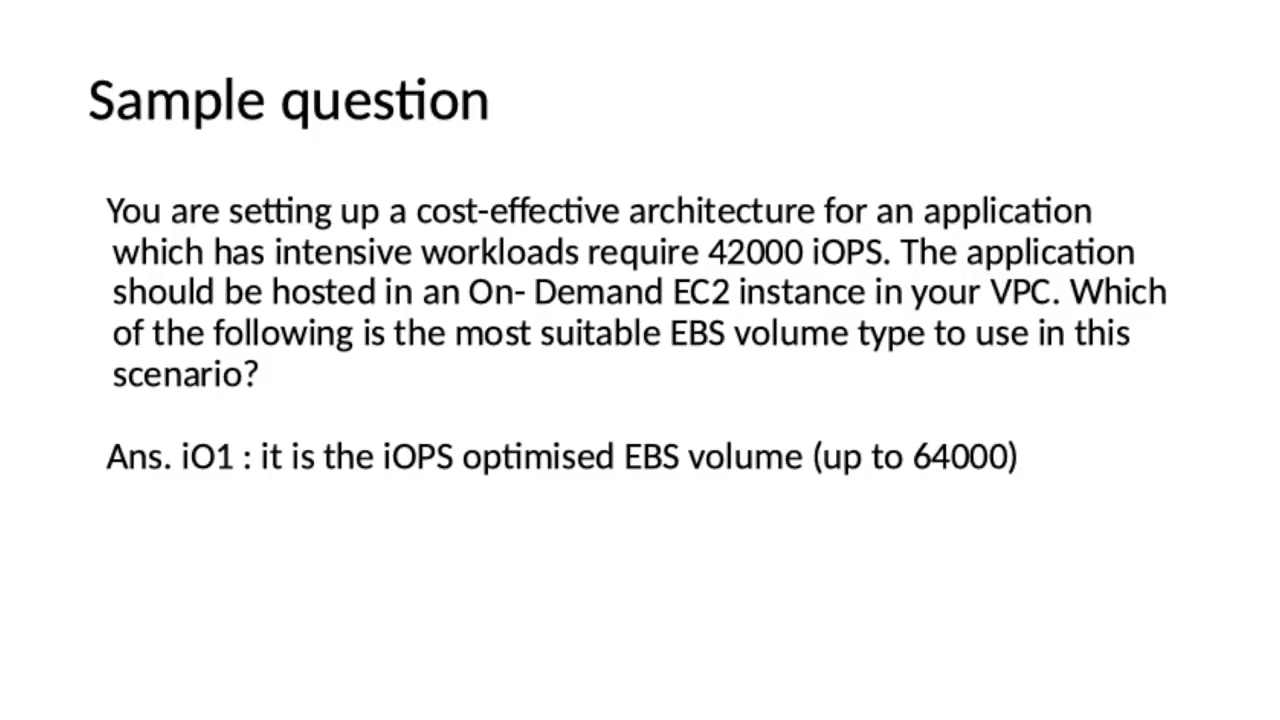 Sample question
You are setting up a cost-effective architecture for an application
which has intensive workloads require 42000 iOPS. The application
should be hosted in an On- Demand EC2 instance in your VPC. Which
of the following is the most suitable EBS volume type to use in this
scenario?
Ans. iO1 : it is the iOPS optimised EBS volume (up to 64000)